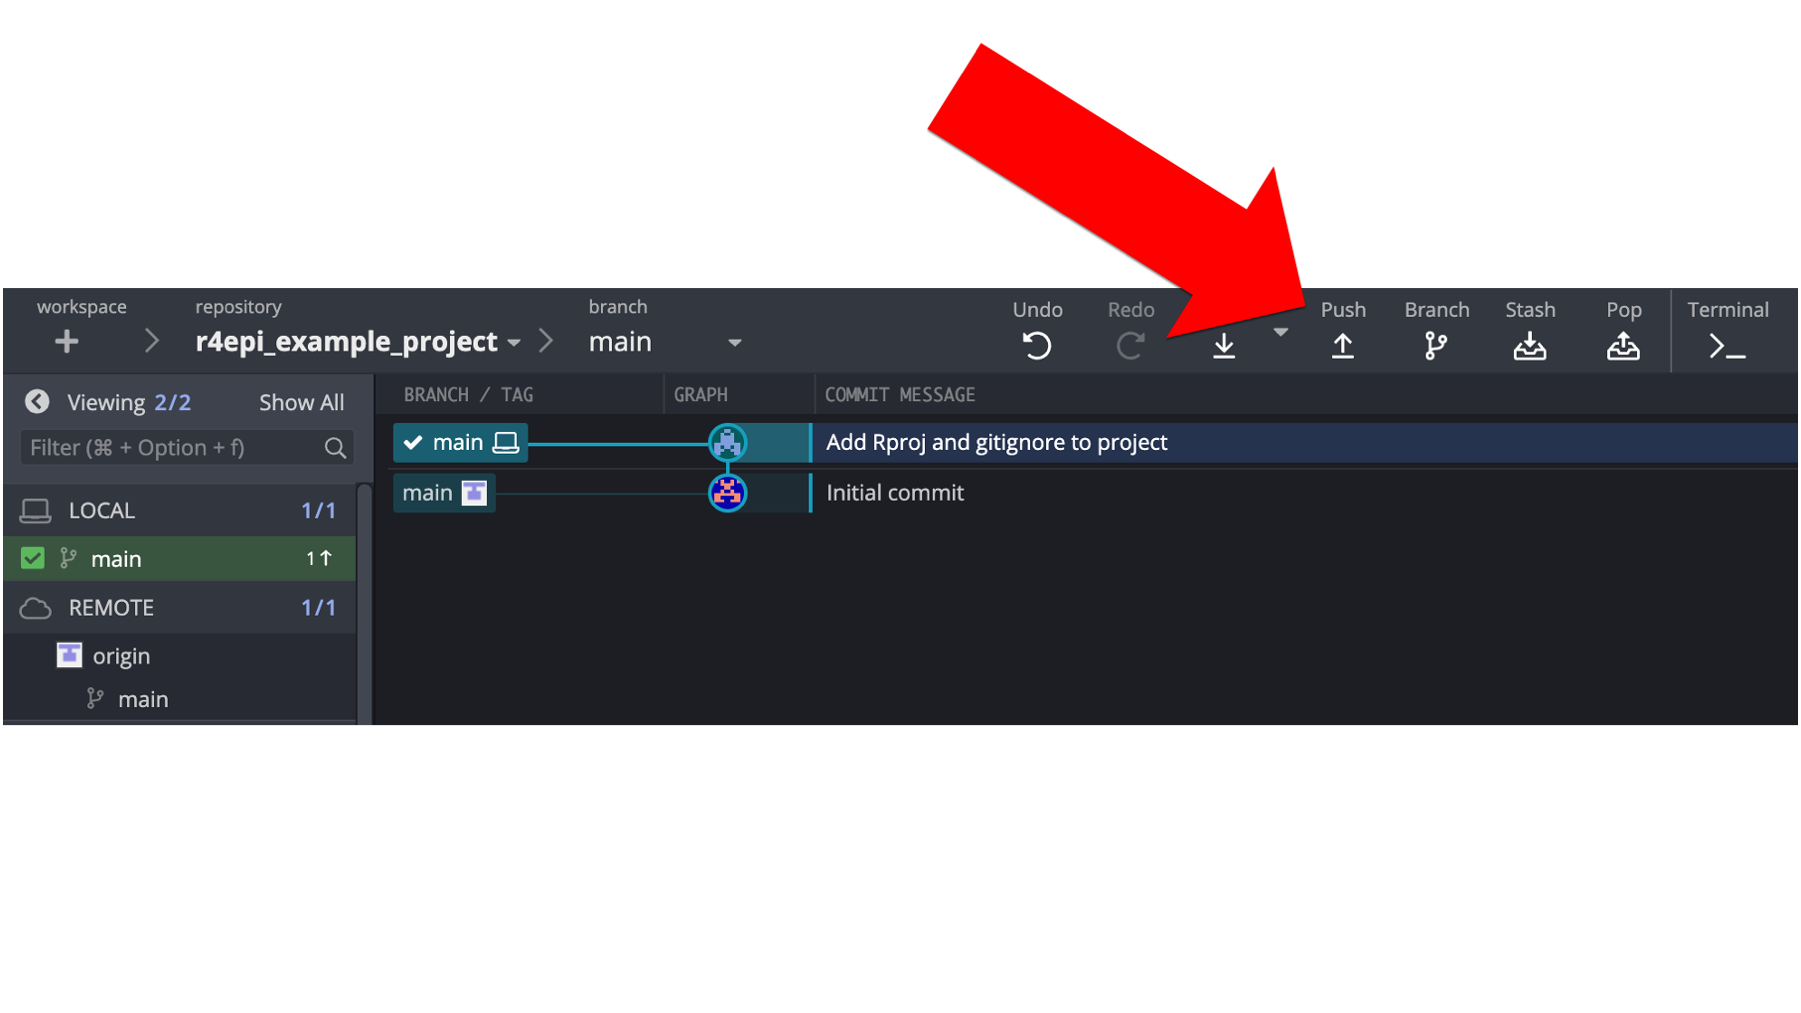 workspace
repository
branch
r4epi_example_project
main
Undo
Redo
Push
Branch
Stash
Pop
Terminal
Viewing 2/2
Show All
Filter (⌘ + Option + f)
LOCAL 1/1
main 1↑
REMOTE 1/1
origin
main
BRANCH / TAG
GRAPH
COMMIT MESSAGE
main
Add Rproj and gitignore to project
main
Initial commit